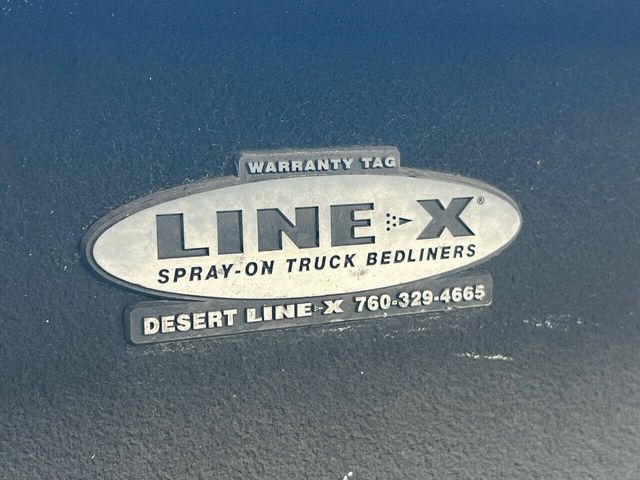 WARRANTY TAG
LINE-X®
SPRAY-ON TRUCK BEDLINERS
DESERT LINE-X 760-329-4665